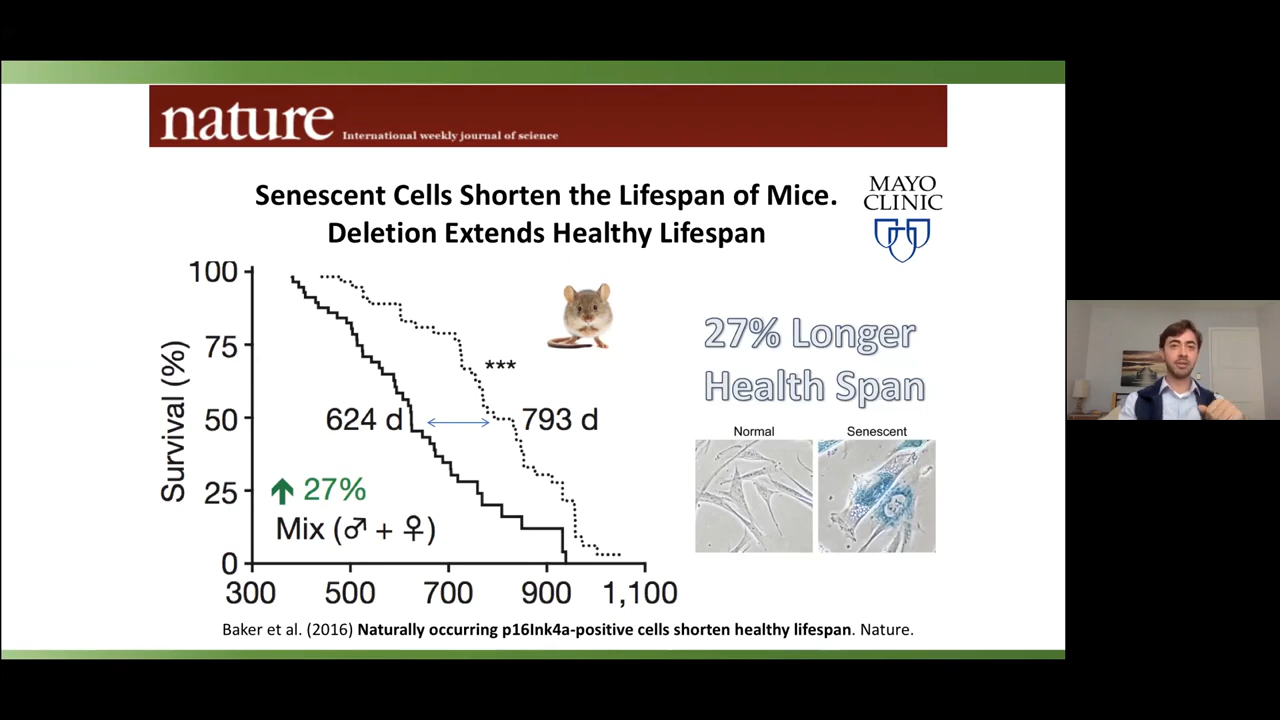 nature International weekly journal of science
Senescent Cells Shorten the Lifespan of Mice.
Deletion Extends Healthy Lifespan
MAYO
CLINIC
100
75
50
25
0
Survival (%)
***
624 d
793 d
27%
Mix (♂ + ♀)
300 500 700 900 1,100
27% Longer
Health Span
Normal
Senescent
Baker et al. (2016) Naturally occurring p16Ink4a-positive cells shorten healthy lifespan. Nature.